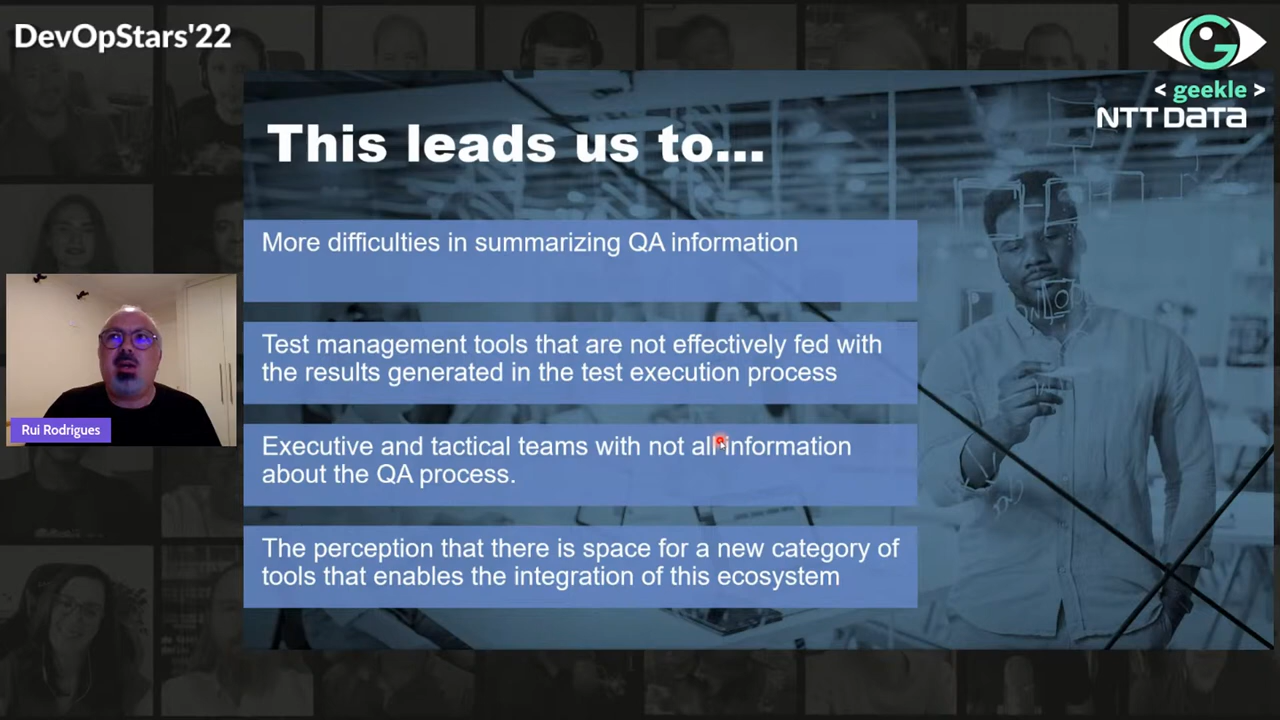 DevOpStars'22
< geekle >
NTT DATA
This leads us to...
More difficulties in summarizing QA information
Test management tools that are not effectively fed with
the results generated in the test execution process
Executive and tactical teams with not all information
about the QA process.
The perception that there is space for a new category of
tools that enables the integration of this ecosystem
Rui Rodrigues